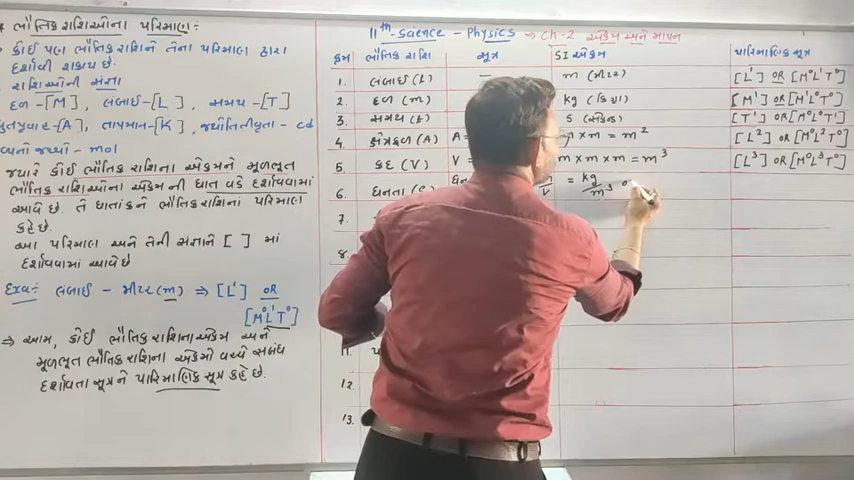 ભૌતિક રાશિઓના પરિમાણ:
કોઈ પણ ભૌતિક રાશિને તેના પરિમાણ દ્વારા
દર્શાવી શકાય છે.
રાશિઓની સંજ્ઞા
દળ -[M] , લંબાઈ -[L] , સમય -[T]
-[A] , તાપમાન -[K] , જ્યોતિતીવ્રતા - cd
જથ્થો - mol
જ્યારે કોઈ ભૌતિક રાશિના એકમને મૂળભૂત
ભૌતિક રાશિઓના એકમ ની ઘાત વડે દર્શાવવામાં
આવે છે. તે ઘાતાંકને ભૌતિક રાશિનાં પરિમાણ
કહે છે.
આ પરિમાણ અને તેની સંજ્ઞાને [ ] માં
દર્શાવવામાં આવે છે
લંબાઈ - મીટર (m) ⇒ [L¹] OR
[M⁰L¹T⁰]
⇒ આમ, કોઈ ભૌતિક રાશિના એકમ અને
મૂળભૂત ભૌતિક રાશિના એકમો વચ્ચે સબંધ
દર્શાવતા સૂત્રને પારિમાણિક સૂત્ર કહે છે.
11th - Science - Physics ⇒ Ch-2 એકમ અને માપન
ક્રમ ભૌતિક રાશિ સૂત્ર SI એકમ પારિમાણિક સૂત્ર
1. લંબાઈ (L) — m (મીટર) [L¹] OR [M⁰L¹T⁰]
2. દળ (m) kg (કિગ્રા) [M¹] OR [M¹L⁰T⁰]
3. સમય (t) s (સેકન્ડ) [T¹] OR [M⁰L⁰T¹]
4. ક્ષેત્રફળ (A) A = × m = m² [L²] OR [M⁰L²T⁰]
5. કદ (V) V = m × m × m = m³ [L³] OR [M⁰L³T⁰]
6. ઘનતા = kg/m³
7.
8.
11.
12.
13.